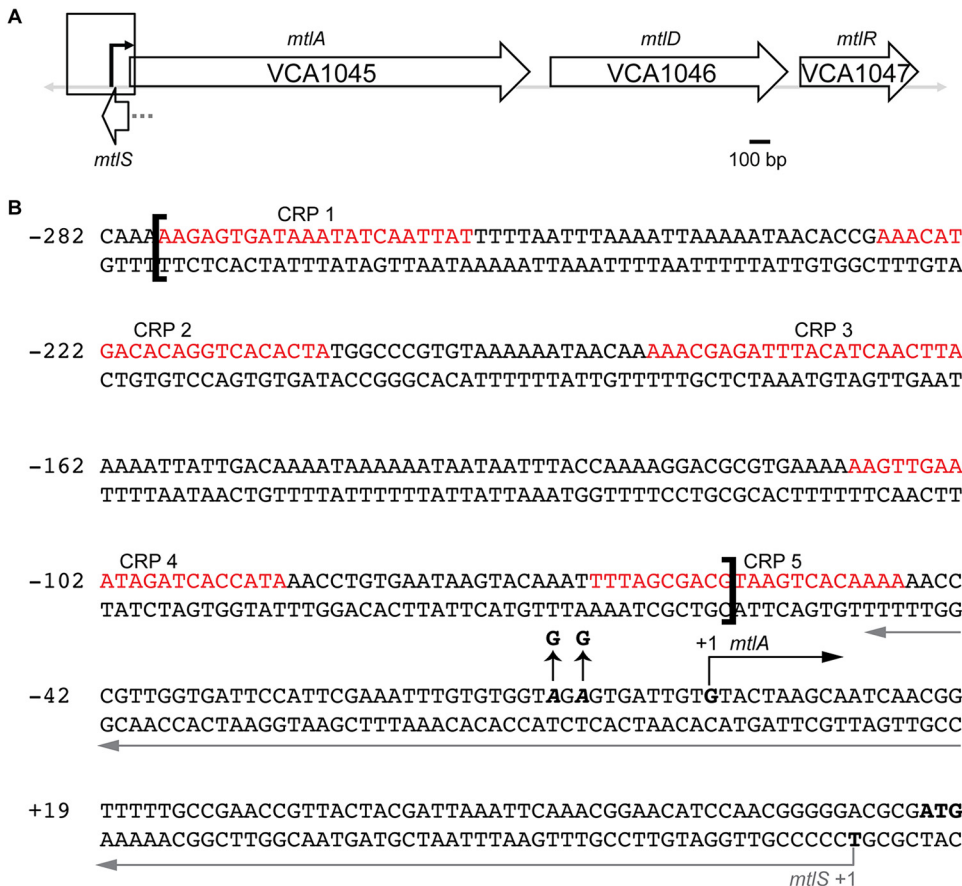 A
mtlA mtlD mtlR
VCA1045 VCA1046 VCA1047
mtlS
100 bp
B
CRP 1
−282 CAAAAAGAGTGATAAATATCAATTATTTTTAATTTAAAATTAAAAATAACACCGAAACAT
GTTTTTCTCACTATTTATAGTTAATAAAAATTAAATTTTAATTTTTATTGTGGCTTTGTA
CRP 2 CRP 3
−222 GACACAGGTCACACTATGGCCCGTGTAAAAAATAACAAAAACGAGATTTACATCAACTTA
CTGTGTCCAGTGTGATACCGGGCACATTTTTTATTGTTTTTGCTCTAAATGTAGTTGAAT
−162 AAAATTATTGACAAAATAAAAAATAATAATTTACCAAAAGGACGCGTGAAAAAAGTTGAA
TTTTAATAACTGTTTTATTTTTTATTATTAAATGGTTTTCCTGCGCACTTTTTTCAACTT
CRP 4 CRP 5
−102 ATAGATCACCATAAACCTGTGAATAAGTACAAATTTTAGCGACGTAAGTCACAAAAAACC
TATCTAGTGGTATTTGGACACTTATTCATGTTTAAAATCGCTGCATTCAGTGTTTTTTGG
G G +1 mtlA
−42 CGTTGGTGATTCCATTCGAAATTTGTGTGGTAGAGTGATTGTGTACTAAGCAATCAACGG
GCAACCACTAAGGTAAGCTTTAAACACACCATCTCACTAACACATGATTCGTTAGTTGCC
+19 TTTTTGCCGAACCGTTACTACGATTAAATTCAAACGGAACATCCAACGGGGGACGCGATG
AAAAACGGCTTGGCAATGATGCTAATTTAAGTTTGCCTTGTAGGTTGCCCCCTGCGCTAC
mtlS +1